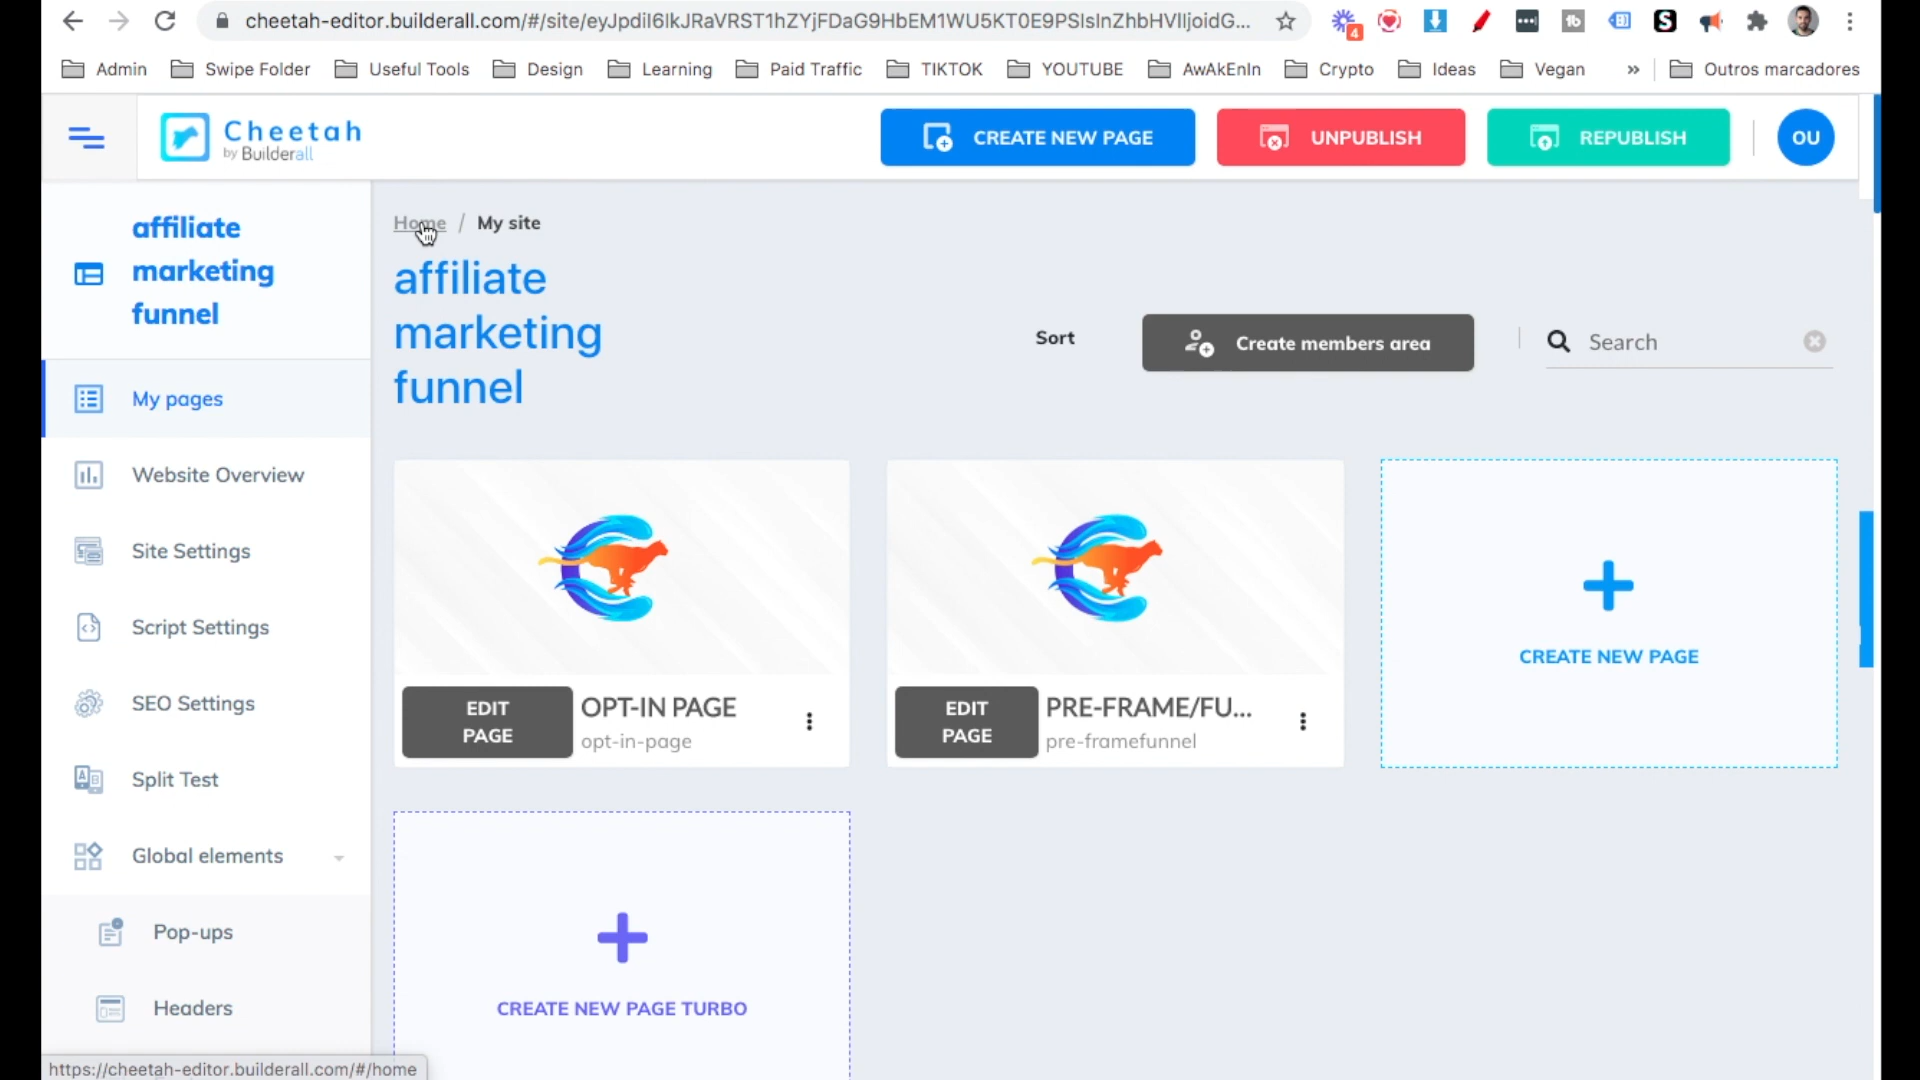 cheetah-editor.builderall.com/#/site/eyJpdiI6IkJRaVRST1hZYjFDaG9HbEM1WU5KT0E9PSIsInZhbHVlIjoidG...
4
Admin
Swipe Folder
Useful Tools
Design
Learning
Paid Traffic
TIKTOK
YOUTUBE
AwAkEnIn
Crypto
Ideas
Vegan
»
Outros marcadores
Cheetah
by Builderall
CREATE NEW PAGE
UNPUBLISH
REPUBLISH
OU
affiliate
marketing
funnel
Home / My site
affiliate
marketing
funnel
Sort
Create members area
Search
My pages
Website Overview
Site Settings
Script Settings
SEO Settings
Split Test
Global elements
Pop-ups
Headers
EDIT
PAGE
OPT-IN PAGE
opt-in-page
EDIT
PAGE
PRE-FRAME/FU...
pre-framefunnel
CREATE NEW PAGE
CREATE NEW PAGE TURBO
https://cheetah-editor.builderall.com/#/home